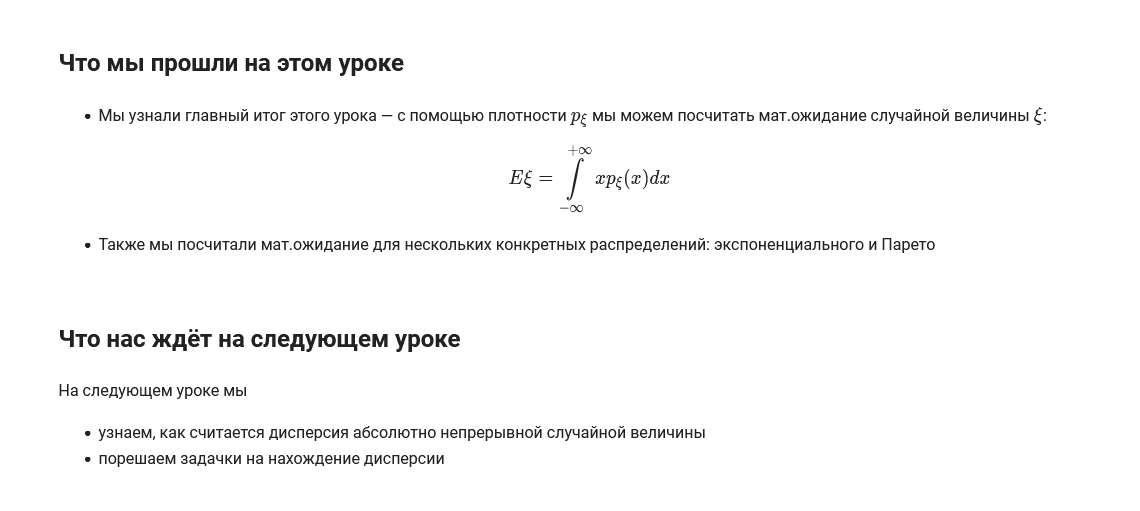 Что мы прошли на этом уроке
• Мы узнали главный итог этого урока — с помощью плотности $p_\xi$ мы можем посчитать мат.ожидание случайной величины $\xi$:
$E\xi = \int\limits_{-\infty}^{+\infty} x p_\xi(x) dx$
• Также мы посчитали мат.ожидание для нескольких конкретных распределений: экспоненциального и Парето
Что нас ждёт на следующем уроке
На следующем уроке мы
• узнаем, как считается дисперсия абсолютно непрерывной случайной величины
• порешаем задачки на нахождение дисперсии